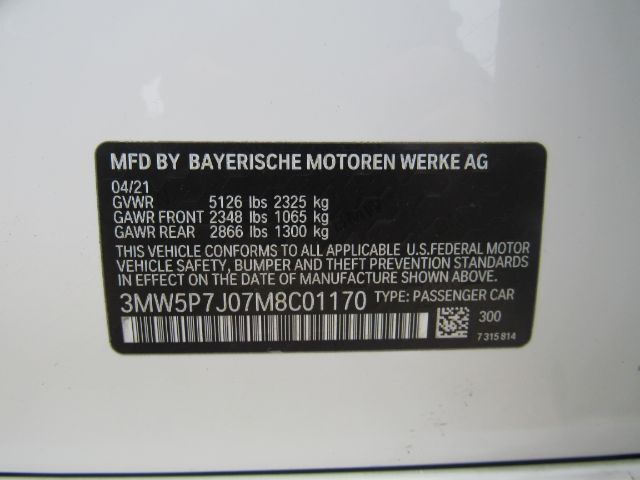 MFD BY BAYERISCHE MOTOREN WERKE AG
04/21
GVWR 5126 lbs 2325 kg
GAWR FRONT 2348 lbs 1065 kg
GAWR REAR 2866 lbs 1300 kg
THIS VEHICLE CONFORMS TO ALL APPLICABLE U.S.FEDERAL MOTOR
VEHICLE SAFETY, BUMPER AND THEFT PREVENTION STANDARDS
IN EFFECT ON THE DATE OF MANUFACTURE SHOWN ABOVE.
3MW5P7J07M8C01170 TYPE: PASSENGER CAR
300
7 315 814